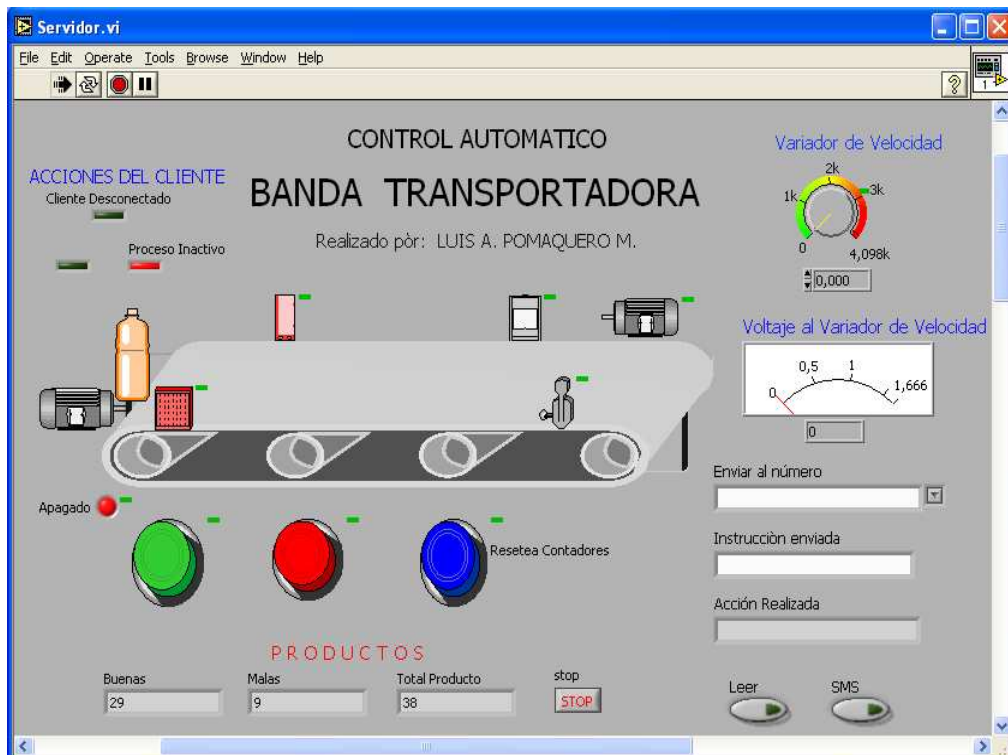 Servidor.vi
File Edit Operate Tools Browse Window Help
1
CONTROL AUTOMATICO
BANDA TRANSPORTADORA
Realizado pòr: LUIS A. POMAQUERO M.
ACCIONES DEL CLIENTE
Cliente Desconectado
Proceso Inactivo
Variador de Velocidad
0 1k 2k 3k 4,098k
0,000
Voltaje al Variador de Velocidad
0 0,5 1 1,666
0
Enviar al número
Instrucciòn enviada
Acción Realizada
Apagado
Resetea Contadores
PRODUCTOS
Buenas Malas Total Producto stop
29 9 38 STOP
Leer SMS